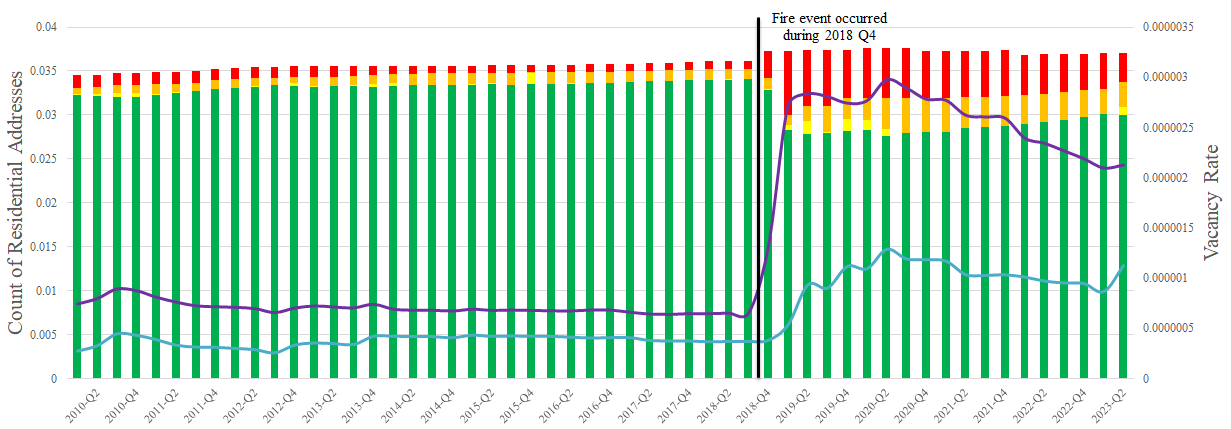 Fire event occurred
during 2018 Q4
Count of Residential Addresses
0.04
0.035
0.03
0.025
0.02
0.015
0.01
0.005
0
0.0000035
0.000003
0.0000025
0.000002
0.0000015
0.000001
0.0000005
0
Vacancy Rate
2010-Q2
2010-Q4
2011-Q2
2011-Q4
2012-Q2
2012-Q4
2013-Q2
2013-Q4
2014-Q2
2014-Q4
2015-Q2
2015-Q4
2016-Q2
2016-Q4
2017-Q2
2017-Q4
2018-Q2
2018-Q4
2019-Q2
2019-Q4
2020-Q2
2020-Q4
2021-Q2
2021-Q4
2022-Q2
2022-Q4
2023-Q2